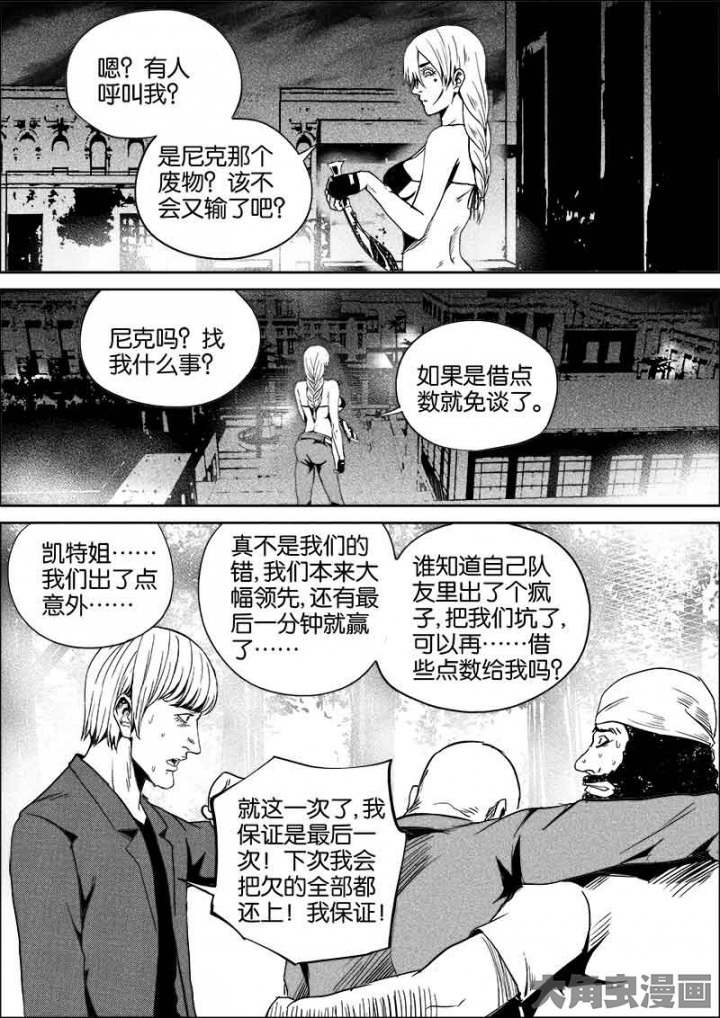 嗯？有人
呼叫我？
是尼克那个
废物？该不
会又输了吧？
尼克吗？找
我什么事？
如果是借点
数就免谈了。
凯特姐……
我们出了点
意外……
真不是我们的
错，我们本来大
幅领先，还有最
后一分钟就赢
了……
谁知道自己队
友里出了个疯
子，把我们坑了，
可以再……借
些点数给我吗？
就这一次了，我
保证是最后一
次！下次我会
把欠的全部都
还上！我保证！
大角虫漫画